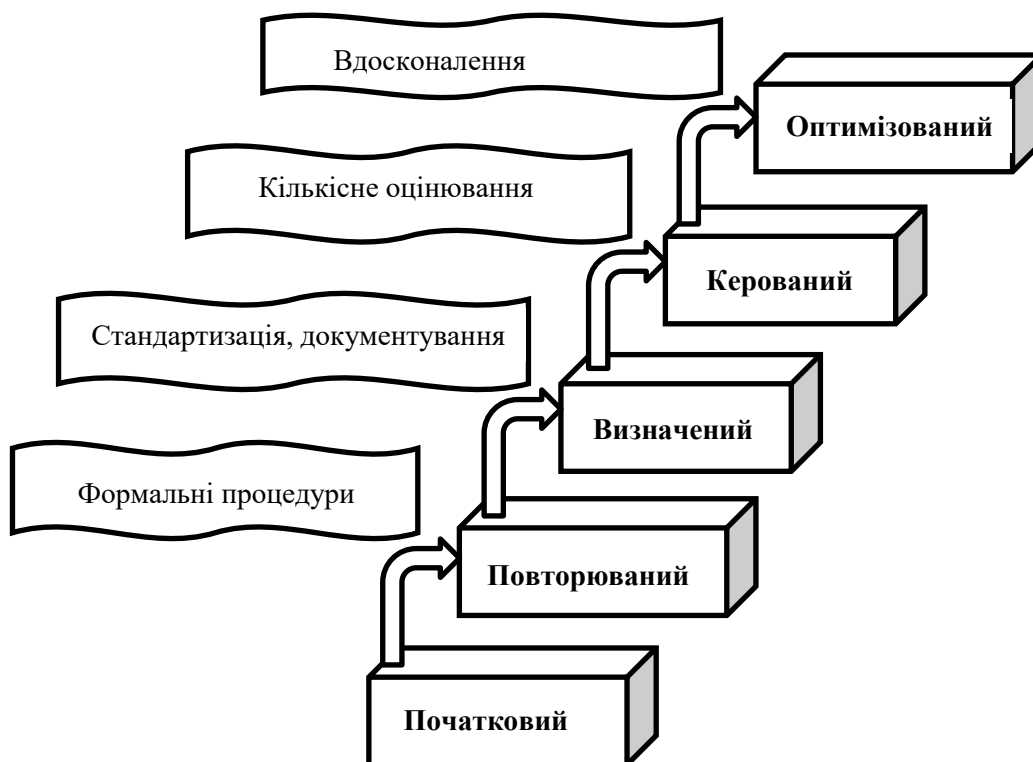 Вдосконалення
Оптимізований
Кількісне оцінювання
Керований
Стандартизація, документування
Визначений
Формальні процедури
Повторюваний
Початковий